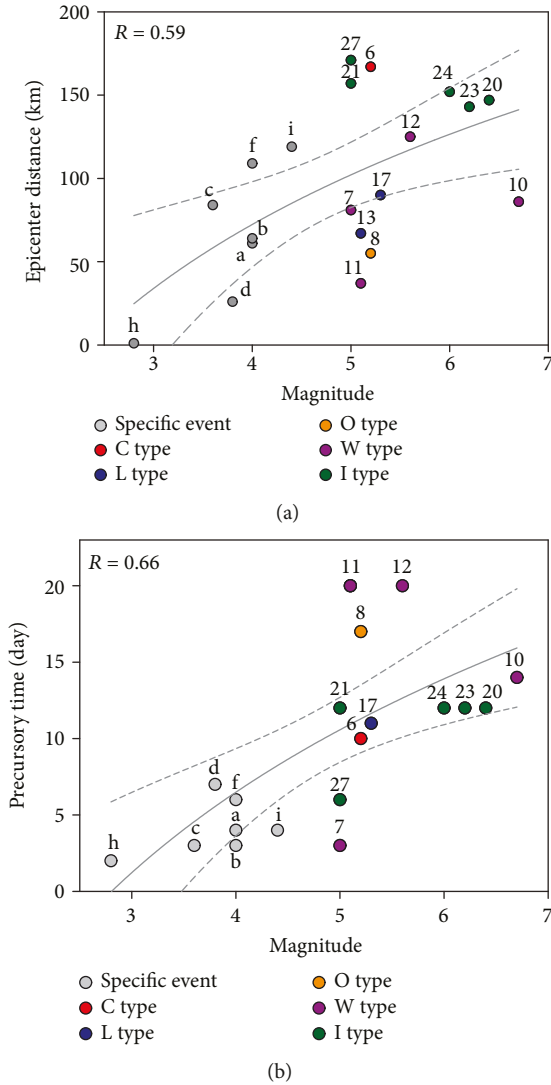 R = 0.59
Epicenter distance (km)
200
150
100
50
0
27
6
21
24
23
20
12
i
f
c
7
17
10
b
a
13
8
11
d
h
3
4
5
6
7
Magnitude
Specific event
O type
C type
W type
L type
I type
(a)
R = 0.66
Precursory time (day)
20
15
10
5
0
11
12
8
10
21
17
24
23
20
6
d
f
27
a
i
c
b
7
h
3
4
5
6
7
Magnitude
Specific event
O type
C type
W type
L type
I type
(b)